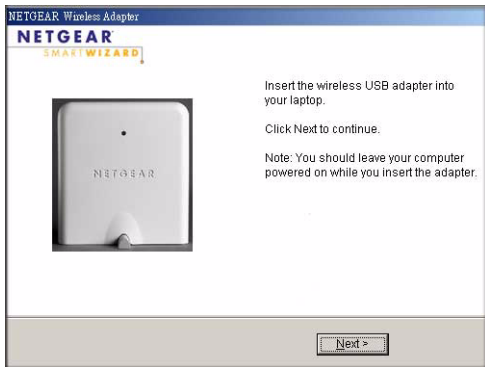 NETGEAR Wireless Adapter
NETGEAR
SMARTWIZARD
Insert the wireless USB adapter into
your laptop.
Click Next to continue.
Note: You should leave your computer
powered on while you insert the adapter.
NETGEAR
Next >